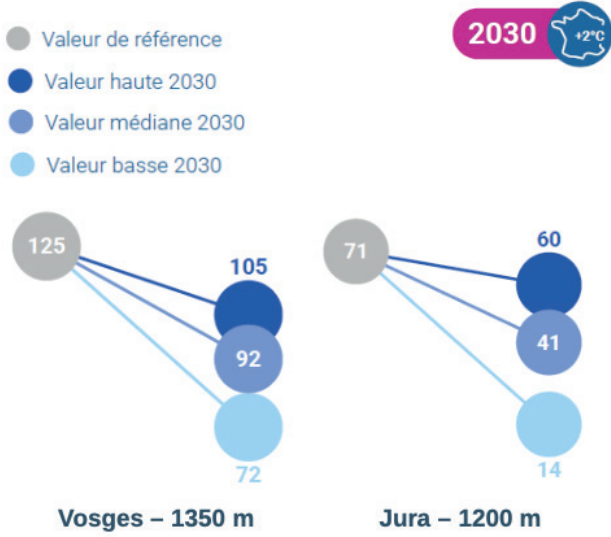 Valeur de référence
Valeur haute 2030
Valeur médiane 2030
Valeur basse 2030
2030
+2°C
125
105
92
72
Vosges – 1350 m
71
60
41
14
Jura – 1200 m